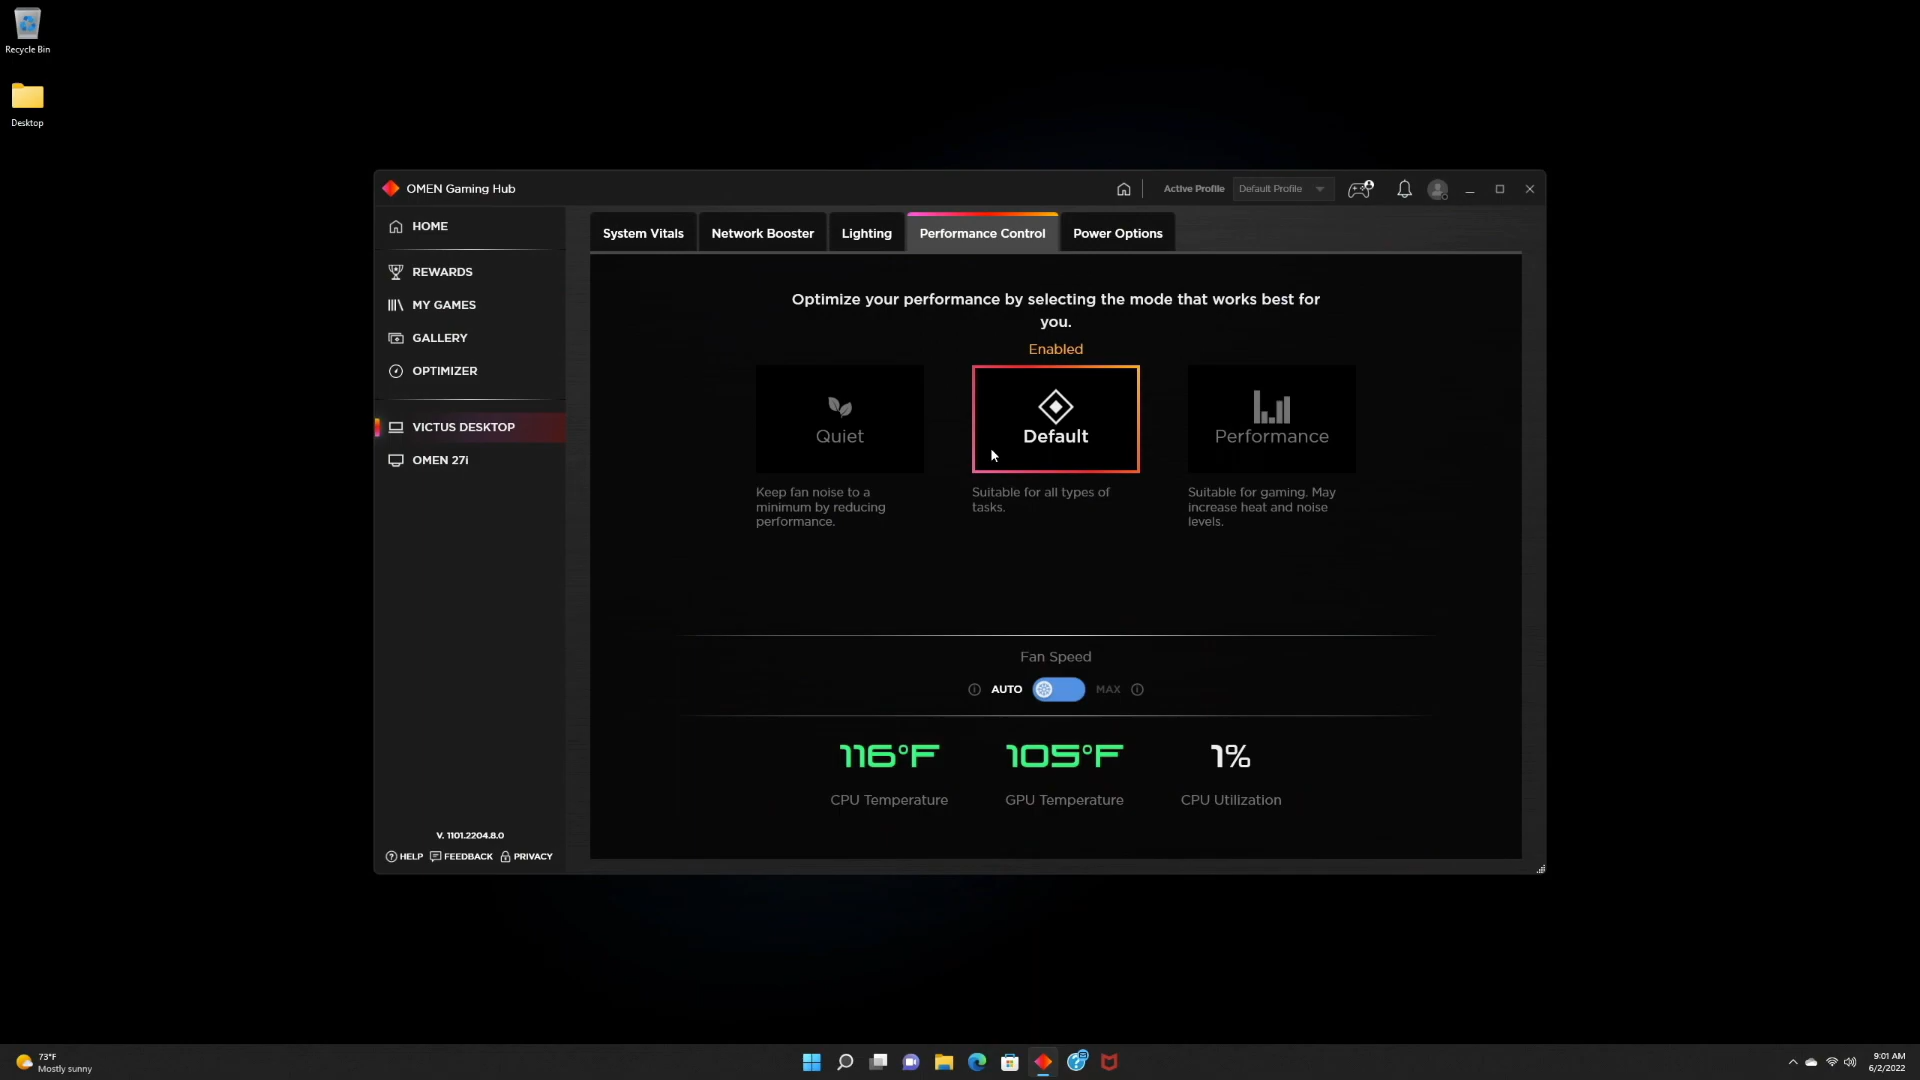 Recycle Bin
Desktop
OMEN Gaming Hub
Active Profile
Default Profile
HOME
REWARDS
MY GAMES
GALLERY
OPTIMIZER
VICTUS DESKTOP
OMEN 27i
V. 1101.2204.8.0
HELP
FEEDBACK
PRIVACY
System Vitals
Network Booster
Lighting
Performance Control
Power Options
Optimize your performance by selecting the mode that works best for
you.
Enabled
Quiet
Keep fan noise to a
minimum by reducing
performance.
Default
Suitable for all types of
tasks.
Performance
Suitable for gaming. May
increase heat and noise
levels.
Fan Speed
AUTO
MAX
116°F
CPU Temperature
105°F
GPU Temperature
1%
CPU Utilization
73°F
Mostly sunny
9:01 AM
6/2/2022